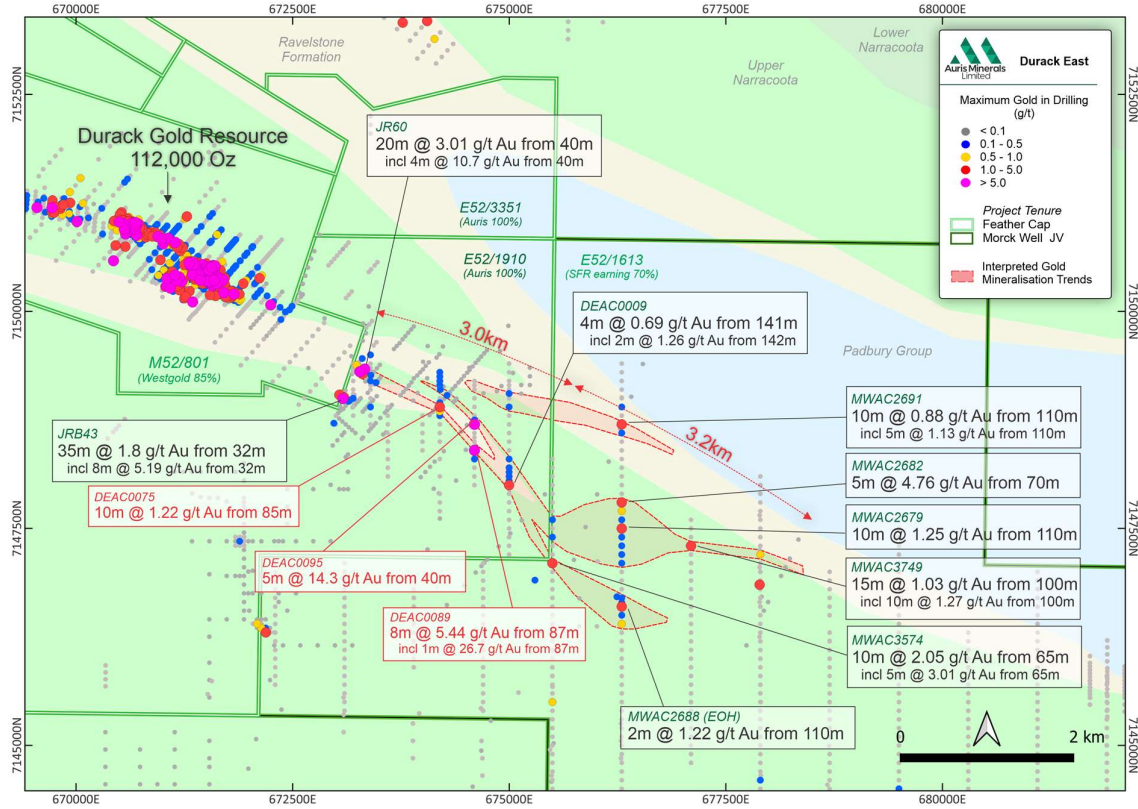 670000E 672500E 675000E 677500E 680000E
7152500N
7150000N
7147500N
7145000N
7152500N
7150000N
7147500N
7145000N
Ravelstone
Formation
Lower
Narracoota
Upper
Narracoota
Auris Minerals
Limited
Durack East
Maximum Gold in Drilling
(g/t)
< 0.1
0.1 - 0.5
0.5 - 1.0
1.0 - 5.0
> 5.0
Project Tenure
Feather Cap
Morck Well JV
Interpreted Gold
Mineralisation Trends
Durack Gold Resource
112,000 Oz
JR60
20m @ 3.01 g/t Au from 40m
incl 4m @ 10.7 g/t Au from 40m
E52/3351
(Auris 100%)
E52/1910
(Auris 100%)
E52/1613
(SFR earning 70%)
DEAC0009
4m @ 0.69 g/t Au from 141m
incl 2m @ 1.26 g/t Au from 142m
3.0km
3.2km
Padbury Group
M52/801
(Westgold 85%)
JRB43
35m @ 1.8 g/t Au from 32m
incl 8m @ 5.19 g/t Au from 32m
DEAC0075
10m @ 1.22 g/t Au from 85m
DEAC0095
5m @ 14.3 g/t Au from 40m
DEAC0089
8m @ 5.44 g/t Au from 87m
incl 1m @ 26.7 g/t Au from 87m
MWAC2691
10m @ 0.88 g/t Au from 110m
incl 5m @ 1.13 g/t Au from 110m
MWAC2682
5m @ 4.76 g/t Au from 70m
MWAC2679
10m @ 1.25 g/t Au from 110m
MWAC3749
15m @ 1.03 g/t Au from 100m
incl 10m @ 1.27 g/t Au from 100m
MWAC3574
10m @ 2.05 g/t Au from 65m
incl 5m @ 3.01 g/t Au from 65m
MWAC2688 (EOH)
2m @ 1.22 g/t Au from 110m
0 2 km
670000E 672500E 675000E 677500E 680000E